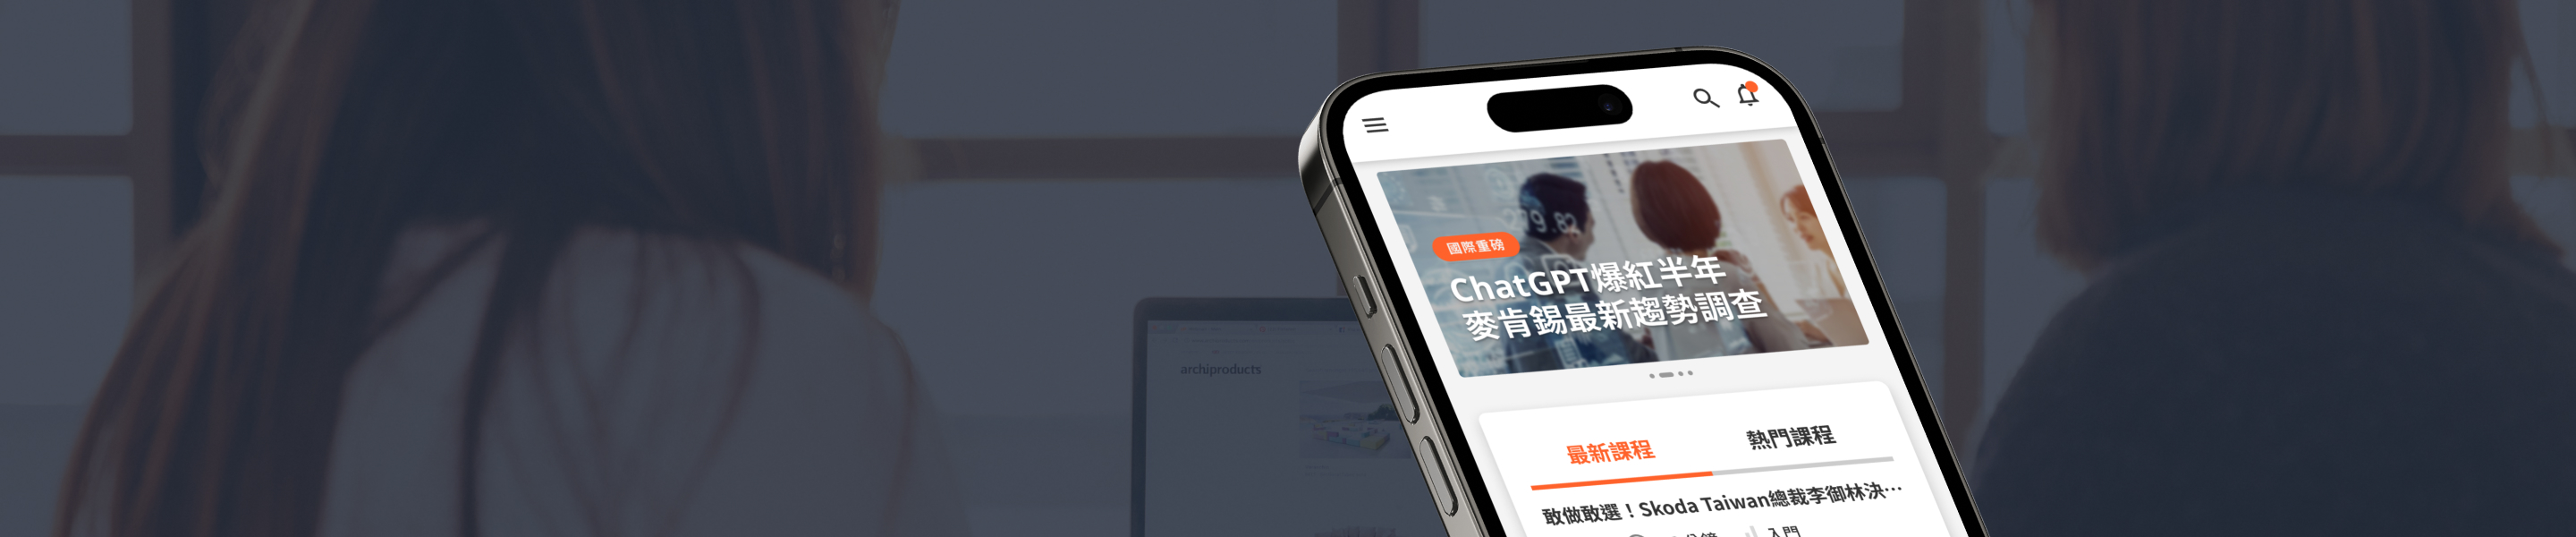 archiproducts
國際重磅
ChatGPT爆紅半年
麥肯錫最新趨勢調查
最新課程
熱門課程
敢做敢選！Skoda Taiwan總裁李御林決…
入門